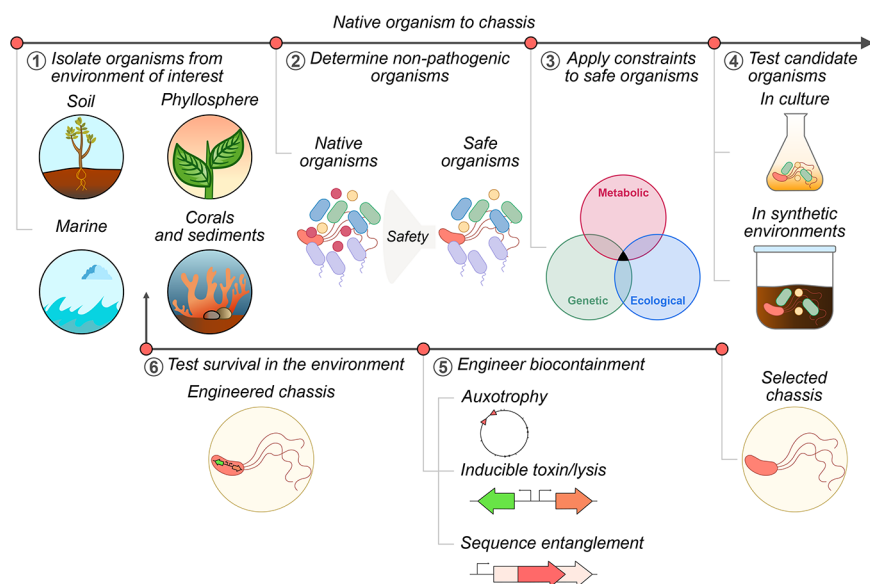 Native organism to chassis
① Isolate organisms from
environment of interest
Soil
Phyllosphere
Marine
Corals
and sediments
② Determine non-pathogenic
organisms
Native
organisms
Safety
Safe
organisms
③ Apply constraints
to safe organisms
Metabolic
Genetic
Ecological
④ Test candidate
organisms
In culture
In synthetic
environments
Selected
chassis
⑤ Engineer biocontainment
Auxotrophy
Inducible toxin/lysis
Sequence entanglement
⑥ Test survival in the environment
Engineered chassis